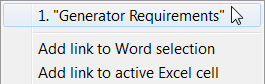 1. "Generator Requirements"
Add link to Word selection
Add link to active Excel cell